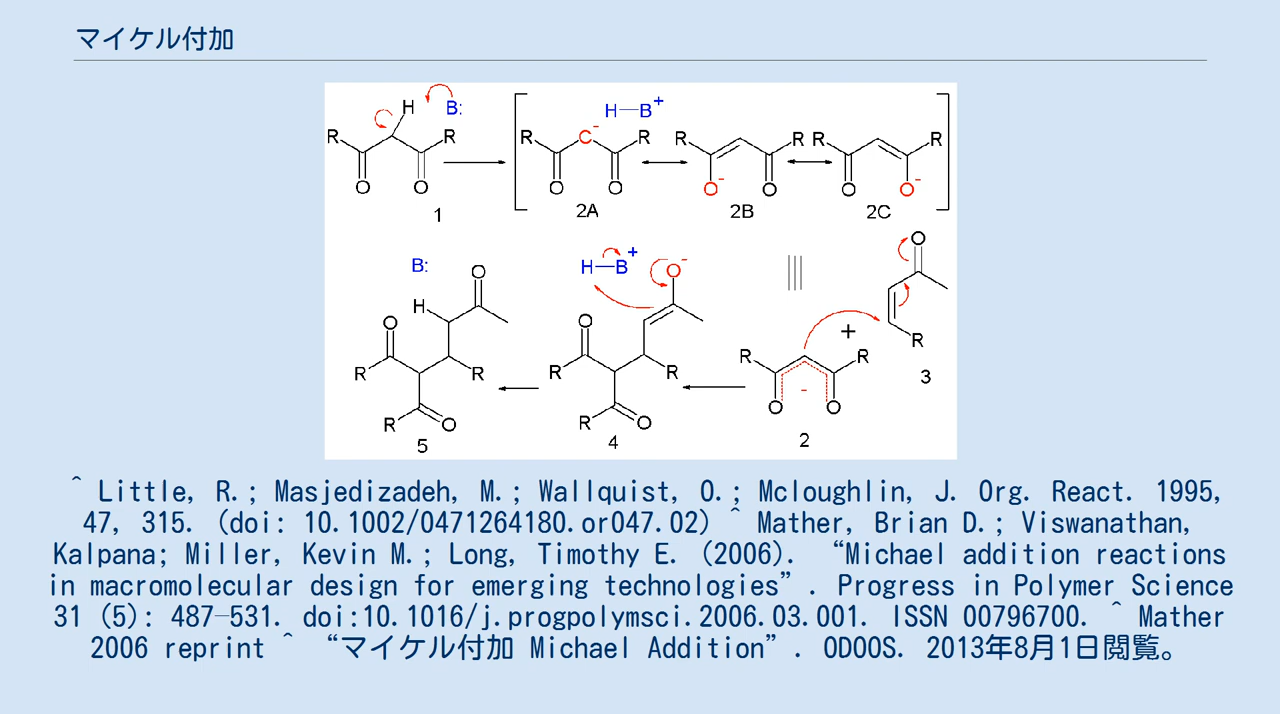 マイケル付加
H B:
R R
O O
1
H—B+
R C- R
O O
2A
R R
O- O
2B
R R
O O-
2C
B:
O
H
O
R R
R O
5
H—B+
O-
O
R R
R O
4
+
R R
-
O O
2
O
R
3
^ Little, R.; Masjedizadeh, M.; Wallquist, O.; Mcloughlin, J. Org. React. 1995,
47, 315. (doi: 10.1002/0471264180.or047.02) ^ Mather, Brian D.; Viswanathan,
Kalpana; Miller, Kevin M.; Long, Timothy E. (2006). “Michael addition reactions
in macromolecular design for emerging technologies”. Progress in Polymer Science
31 (5): 487–531. doi:10.1016/j.progpolymsci.2006.03.001. ISSN 00796700. ^ Mather
2006 reprint ^ “マイケル付加 Michael Addition”. ODOOS. 2013年8月1日閲覧。